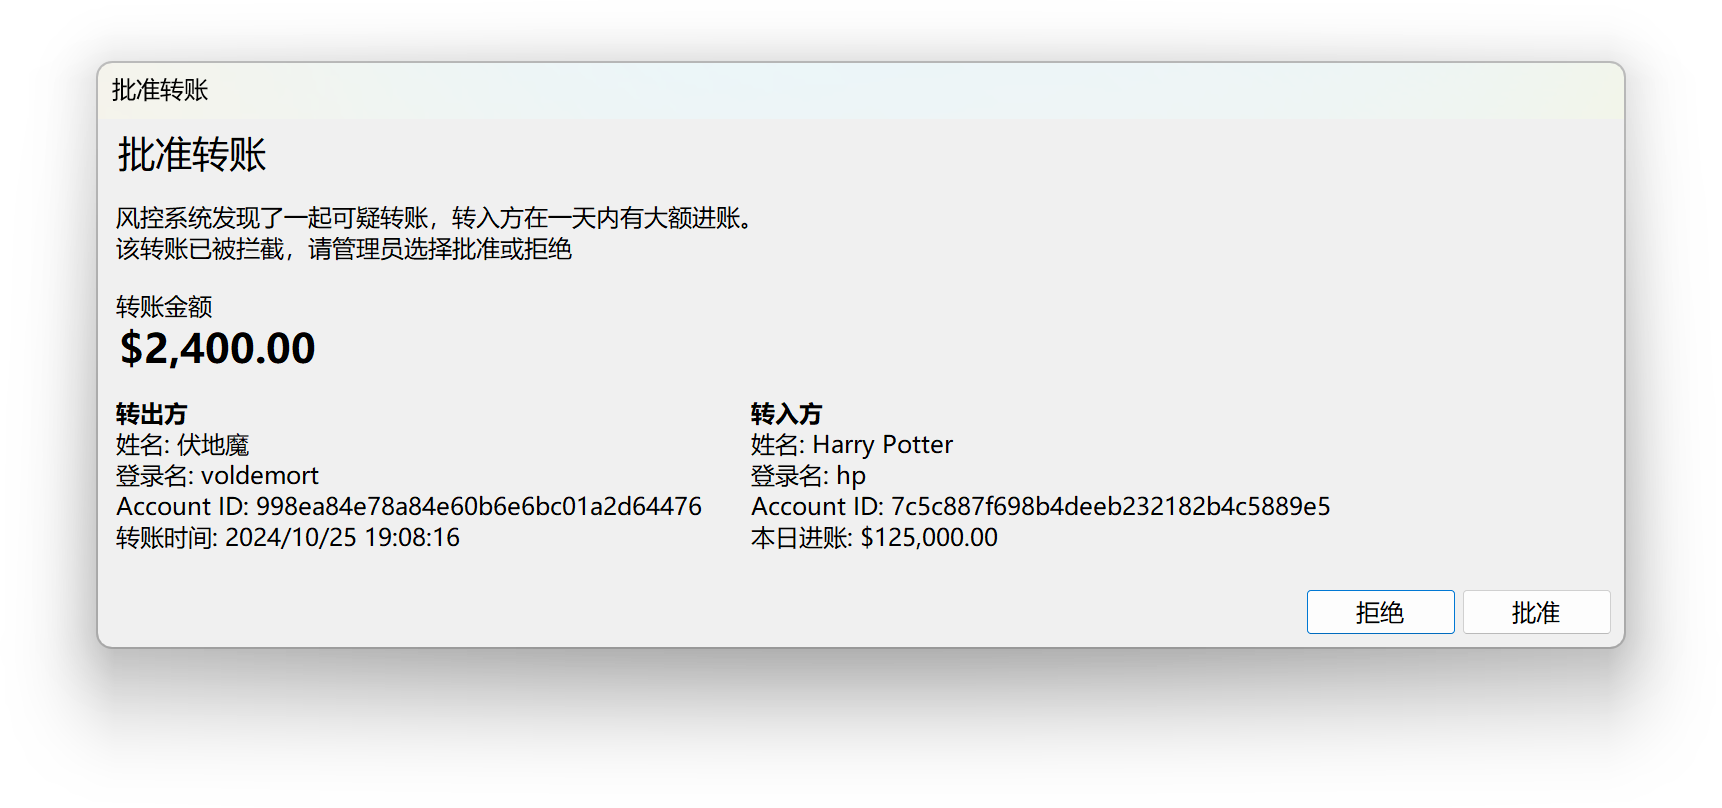 批准转账
批准转账
风控系统发现了一起可疑转账，转入方在一天内有大额进账。
该转账已被拦截，请管理员选择批准或拒绝
转账金额
$2,400.00
转出方
姓名: 伏地魔
登录名: voldemort
Account ID: 998ea84e78a84e60b6e6bc01a2d64476
转账时间: 2024/10/25 19:08:16
转入方
姓名: Harry Potter
登录名: hp
Account ID: 7c5c887f698b4deeb232182b4c5889e5
本日进账: $125,000.00
拒绝
批准